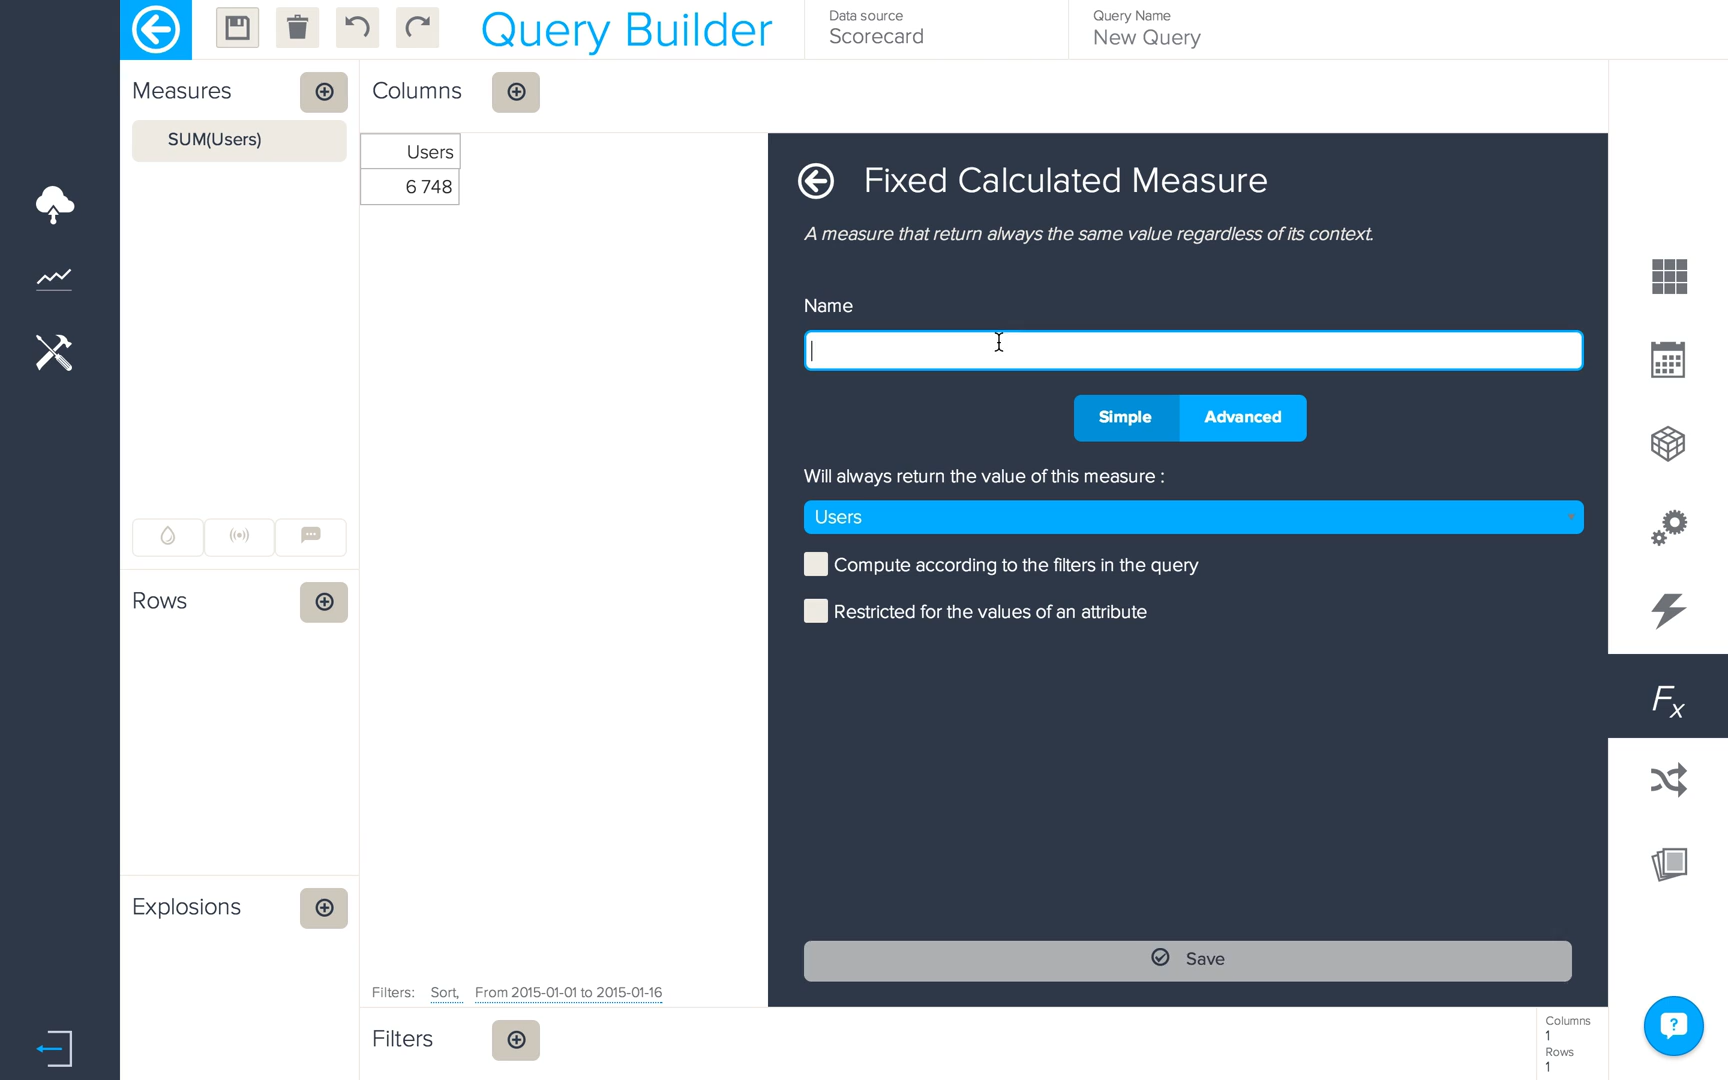 Query Builder
Data source
Scorecard
Query Name
New Query
Measures
Columns
SUM(Users)
Users
6 748
Fixed Calculated Measure
A measure that return always the same value regardless of its context.
Name
Simple
Advanced
Will always return the value of this measure :
Users
Compute according to the filters in the query
Restricted for the values of an attribute
Rows
Fx
Explosions
Save
Filters: Sort, From 2015-01-01 to 2015-01-16
Filters
Columns
1
Rows
1
?